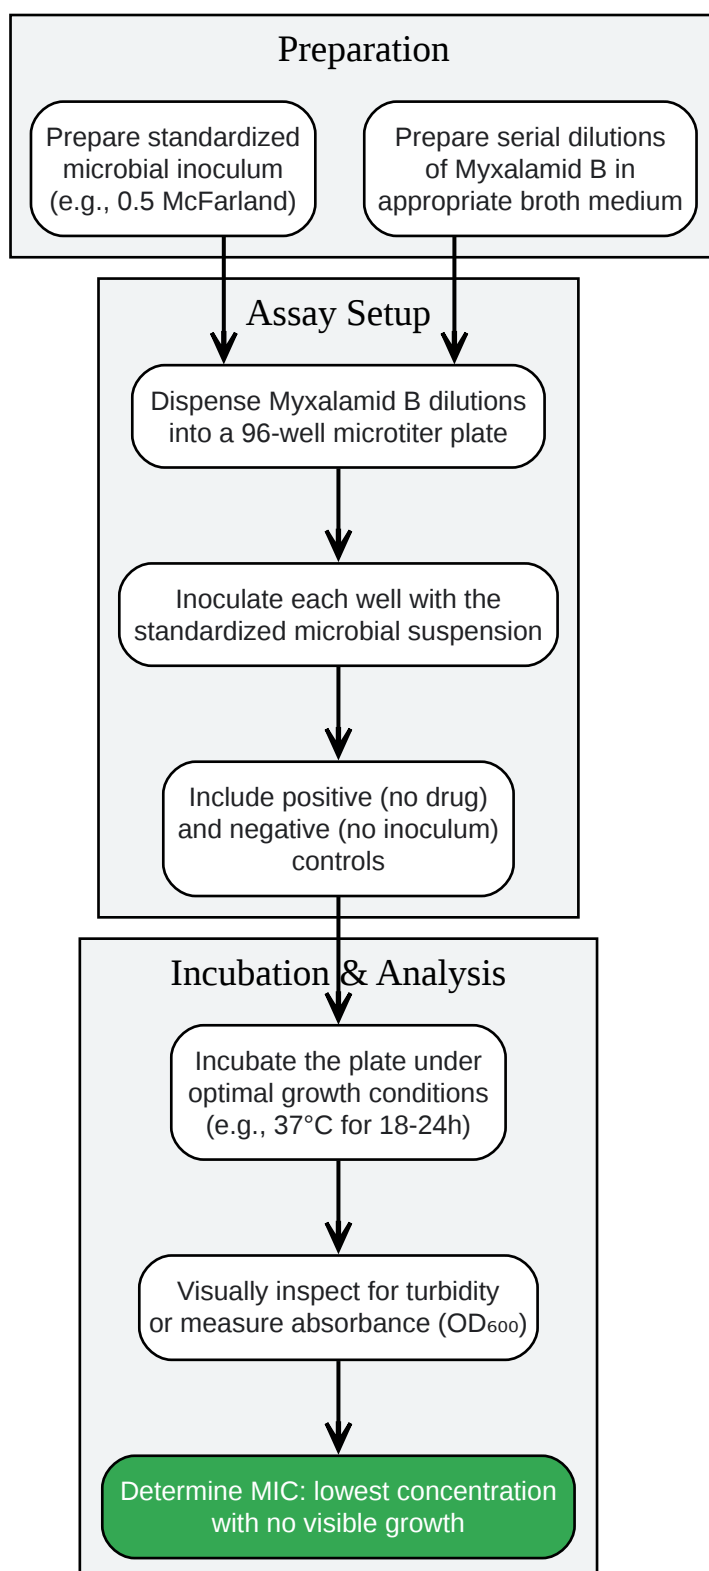 Preparation
Prepare standardized
microbial inoculum
(e.g., 0.5 McFarland)
Prepare serial dilutions
of Myxalamid B in
appropriate broth medium
Assay Setup
Dispense Myxalamid B dilutions
into a 96-well microtiter plate
Inoculate each well with the
standardized microbial suspension
Include positive (no drug)
and negative (no inoculum)
controls
Incubation & Analysis
Incubate the plate under
optimal growth conditions
(e.g., 37°C for 18-24h)
Visually inspect for turbidity
or measure absorbance (OD₆₀₀)
Determine MIC: lowest concentration
with no visible growth